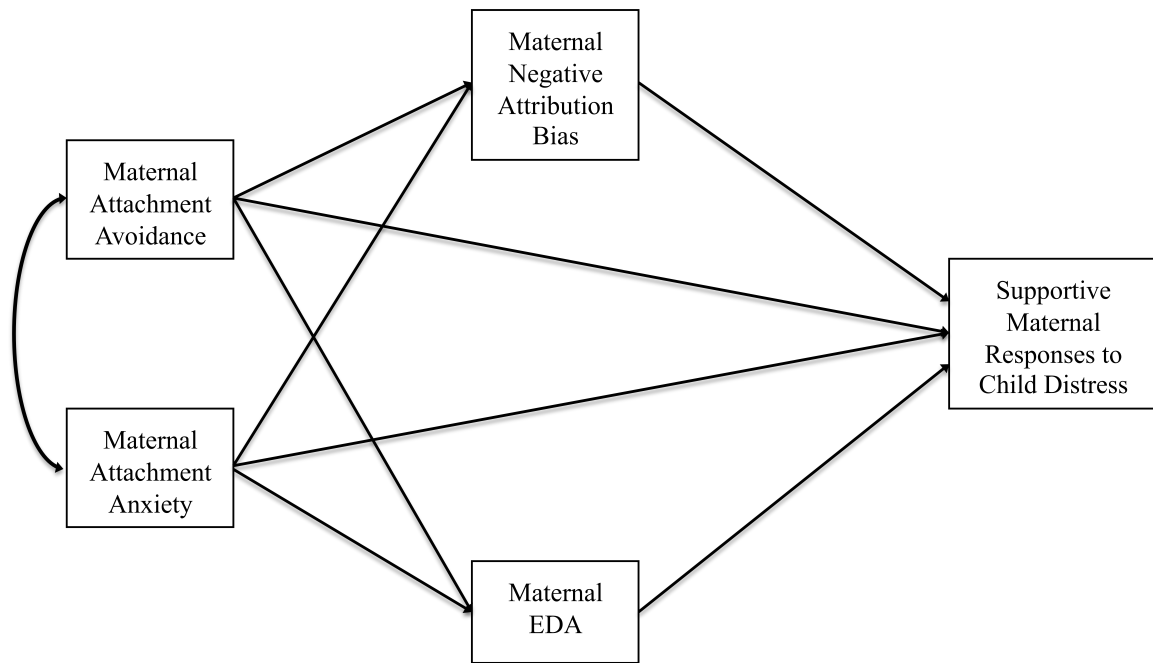 Maternal
Negative
Attribution
Bias
Maternal
Attachment
Avoidance
Supportive
Maternal
Responses to
Child Distress
Maternal
Attachment
Anxiety
Maternal
EDA